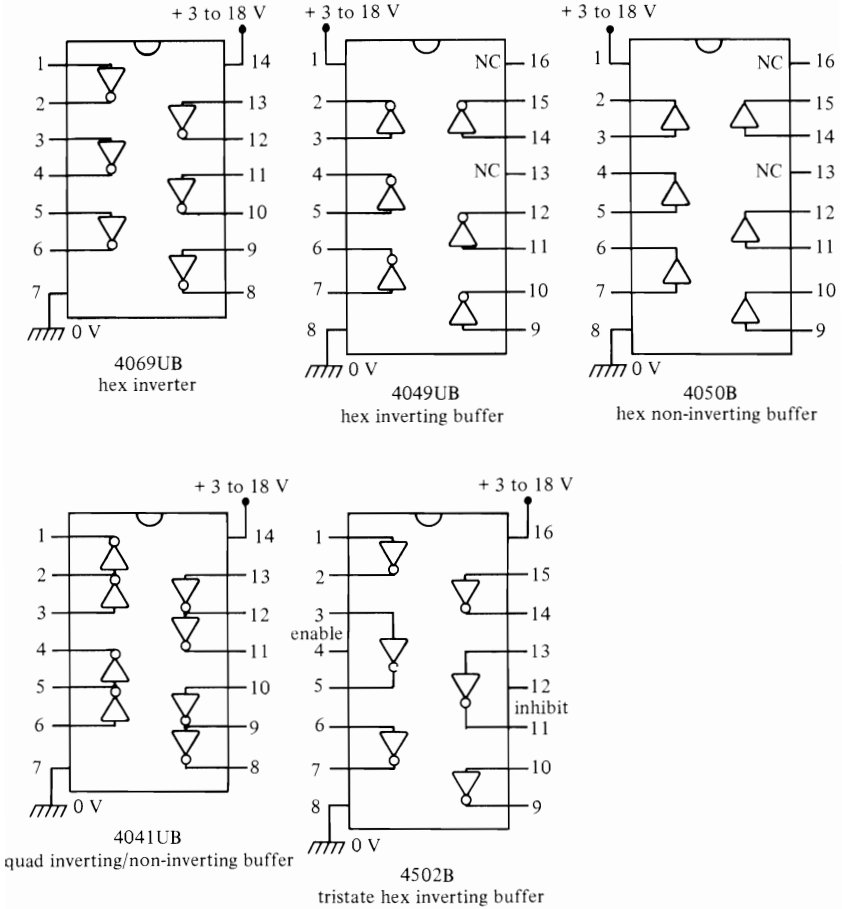 + 3 to 18 V
1 14
2 13
3 12
4 11
5 10
6 9
7 8
0 V
4069UB
hex inverter
+ 3 to 18 V
1 NC 16
2 15
3 14
4 NC 13
5 12
6 11
7 10
8 9
0 V
4049UB
hex inverting buffer
+ 3 to 18 V
1 NC 16
2 15
3 14
4 NC 13
5 12
6 11
7 10
8 9
0 V
4050B
hex non-inverting buffer
+ 3 to 18 V
1 14
2 13
3 12
4 11
5 10
6 9
7 8
0 V
4041UB
quad inverting/non-inverting buffer
+ 3 to 18 V
1 16
2 15
3 14
enable
4 13
5 12
inhibit
6 11
7 10
8 9
0 V
4502B
tristate hex inverting buffer